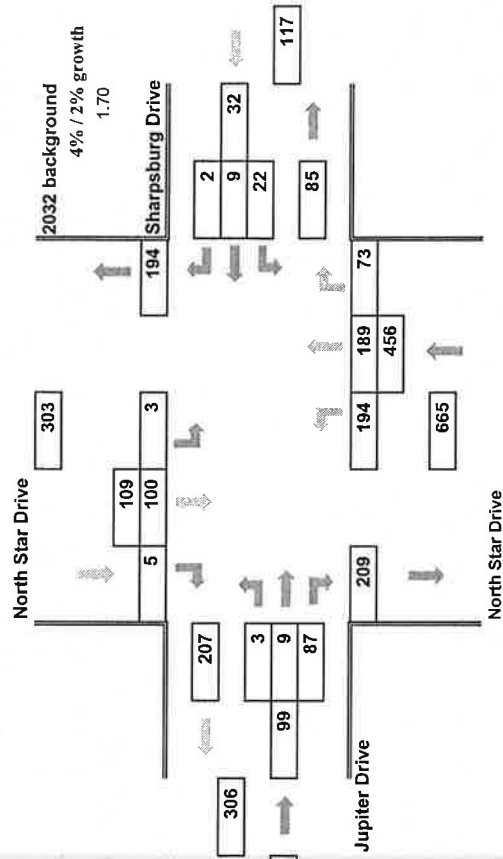 North Star Drive
2032 background
303
4% / 2% growth
1.70
109
Sharpsburg Drive
5 100 3 194
207
2
306
9 32
3
22
99 9
117
87
85
Jupiter Drive
209 194 189 73
456
665
North Star Drive